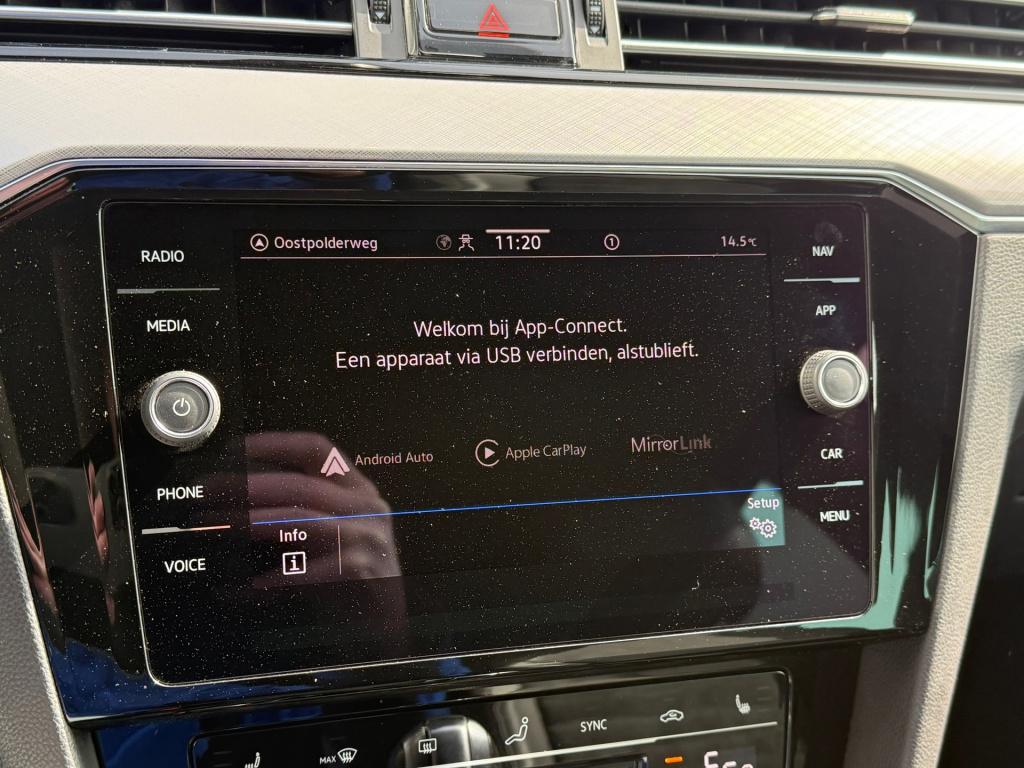 Oostpolderweg 11:20 1 14.5°C
RADIO
MEDIA
PHONE
VOICE
NAV
APP
CAR
MENU
Welkom bij App-Connect.
Een apparaat via USB verbinden, alstublieft.
Android Auto
Apple CarPlay
MirrorLink
Info
i
Setup
MAX
SYNC